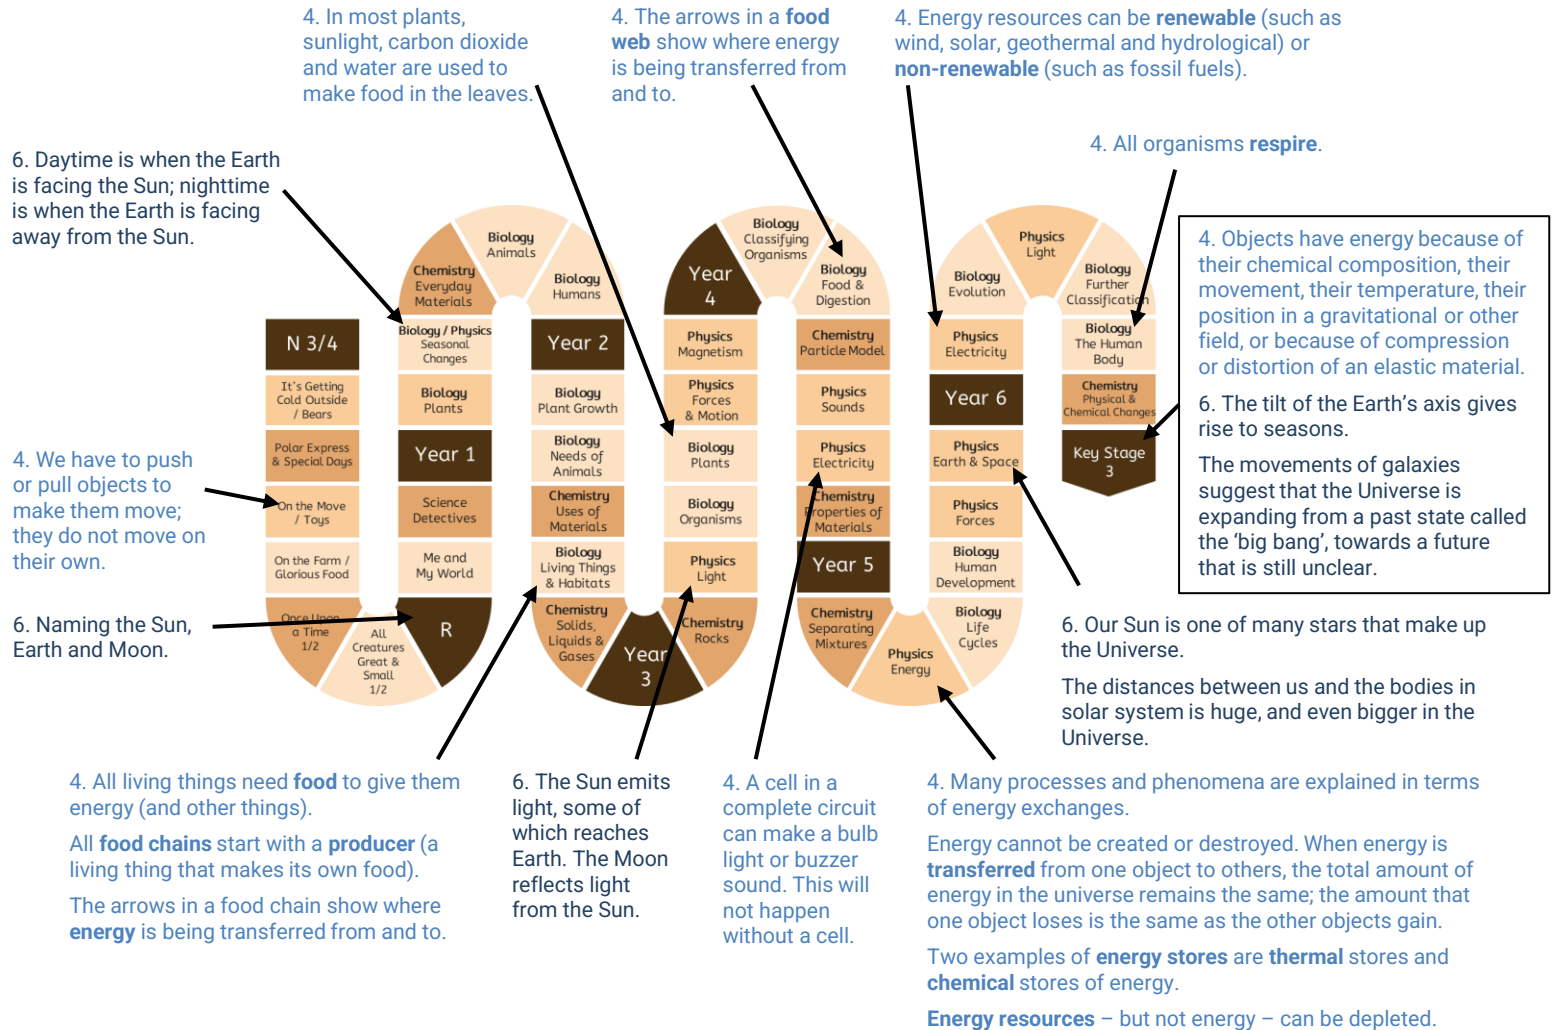 4. In most plants,
sunlight, carbon dioxide
and water are used to
make food in the leaves.
4. The arrows in a food
web show where energy
is being transferred from
and to.
4. Energy resources can be renewable (such as
wind, solar, geothermal and hydrological) or
non-renewable (such as fossil fuels).
4. All organisms respire.
6. Daytime is when the Earth
is facing the Sun; nighttime
is when the Earth is facing
away from the Sun.
4. We have to push
or pull objects to
make them move;
they do not move on
their own.
6. Naming the Sun,
Earth and Moon.
N 3/4
It's Getting
Cold Outside
/ Bears
Polar Express
& Special Days
On the Move
/ Toys
On the Farm /
Glorious Food
Once Upon
a Time
1/2
All
Creatures
Great &
Small
1/2
R
Me and
My World
Science
Detectives
Year 1
Biology
Plants
Biology / Physics
Seasonal
Changes
Chemistry
Everyday
Materials
Biology
Animals
Biology
Humans
Year 2
Biology
Plant Growth
Biology
Needs of
Animals
Chemistry
Uses of
Materials
Biology
Living Things
& Habitats
Chemistry
Solids,
Liquids &
Gases
Year
3
Chemistry
Rocks
Physics
Light
Biology
Organisms
Biology
Plants
Physics
Forces
& Motion
Physics
Magnetism
Year
4
Biology
Classifying
Organisms
Biology
Food &
Digestion
Chemistry
Particle Model
Physics
Sounds
Physics
Electricity
Chemistry
Properties of
Materials
Year 5
Chemistry
Separating
Mixtures
Physics
Energy
Biology
Life
Cycles
Biology
Human
Development
Physics
Forces
Physics
Earth & Space
Year 6
Physics
Electricity
Biology
Evolution
Physics
Light
Biology
Further
Classification
Biology
The Human
Body
Chemistry
Physical &
Chemical Changes
Key Stage
3
4. Objects have energy because of
their chemical composition, their
movement, their temperature, their
position in a gravitational or other
field, or because of compression
or distortion of an elastic material.
6. The tilt of the Earth's axis gives
rise to seasons.
The movements of galaxies
suggest that the Universe is
expanding from a past state called
the 'big bang', towards a future
that is still unclear.
6. Our Sun is one of many stars that make up
the Universe.
The distances between us and the bodies in
solar system is huge, and even bigger in the
Universe.
4. All living things need food to give them
energy (and other things).
All food chains start with a producer (a
living thing that makes its own food).
The arrows in a food chain show where
energy is being transferred from and to.
6. The Sun emits
light, some of
which reaches
Earth. The Moon
reflects light
from the Sun.
4. A cell in a
complete circuit
can make a bulb
light or buzzer
sound. This will
not happen
without a cell.
4. Many processes and phenomena are explained in terms
of energy exchanges.
Energy cannot be created or destroyed. When energy is
transferred from one object to others, the total amount of
energy in the universe remains the same; the amount that
one object loses is the same as the other objects gain.
Two examples of energy stores are thermal stores and
chemical stores of energy.
Energy resources – but not energy – can be depleted.